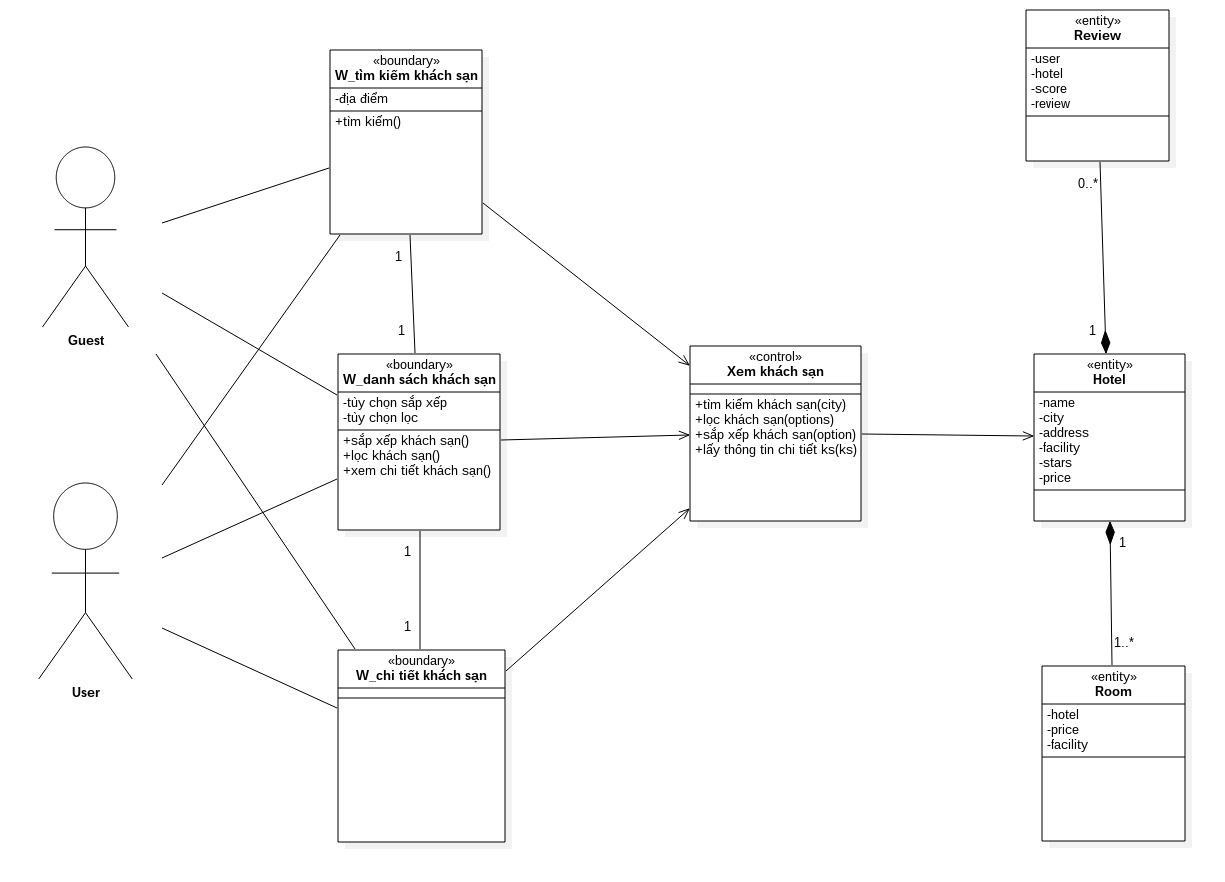 «entity»
Review
-user
-hotel
-score
-review
«boundary»
W_tìm kiếm khách sạn
-địa điểm
+tìm kiếm()
0..*
1
1
1
Guest
«boundary»
W_danh sách khách sạn
-tùy chọn sắp xếp
-tùy chọn lọc
+sắp xếp khách sạn()
+lọc khách sạn()
+xem chi tiết khách sạn()
«control»
Xem khách sạn
+tìm kiếm khách sạn(city)
+lọc khách sạn(options)
+sắp xếp khách sạn(option)
+lấy thông tin chi tiết ks(ks)
«entity»
Hotel
-name
-city
-address
-facility
-stars
-price
1
1
1
1..*
User
«boundary»
W_chi tiết khách sạn
«entity»
Room
-hotel
-price
-facility